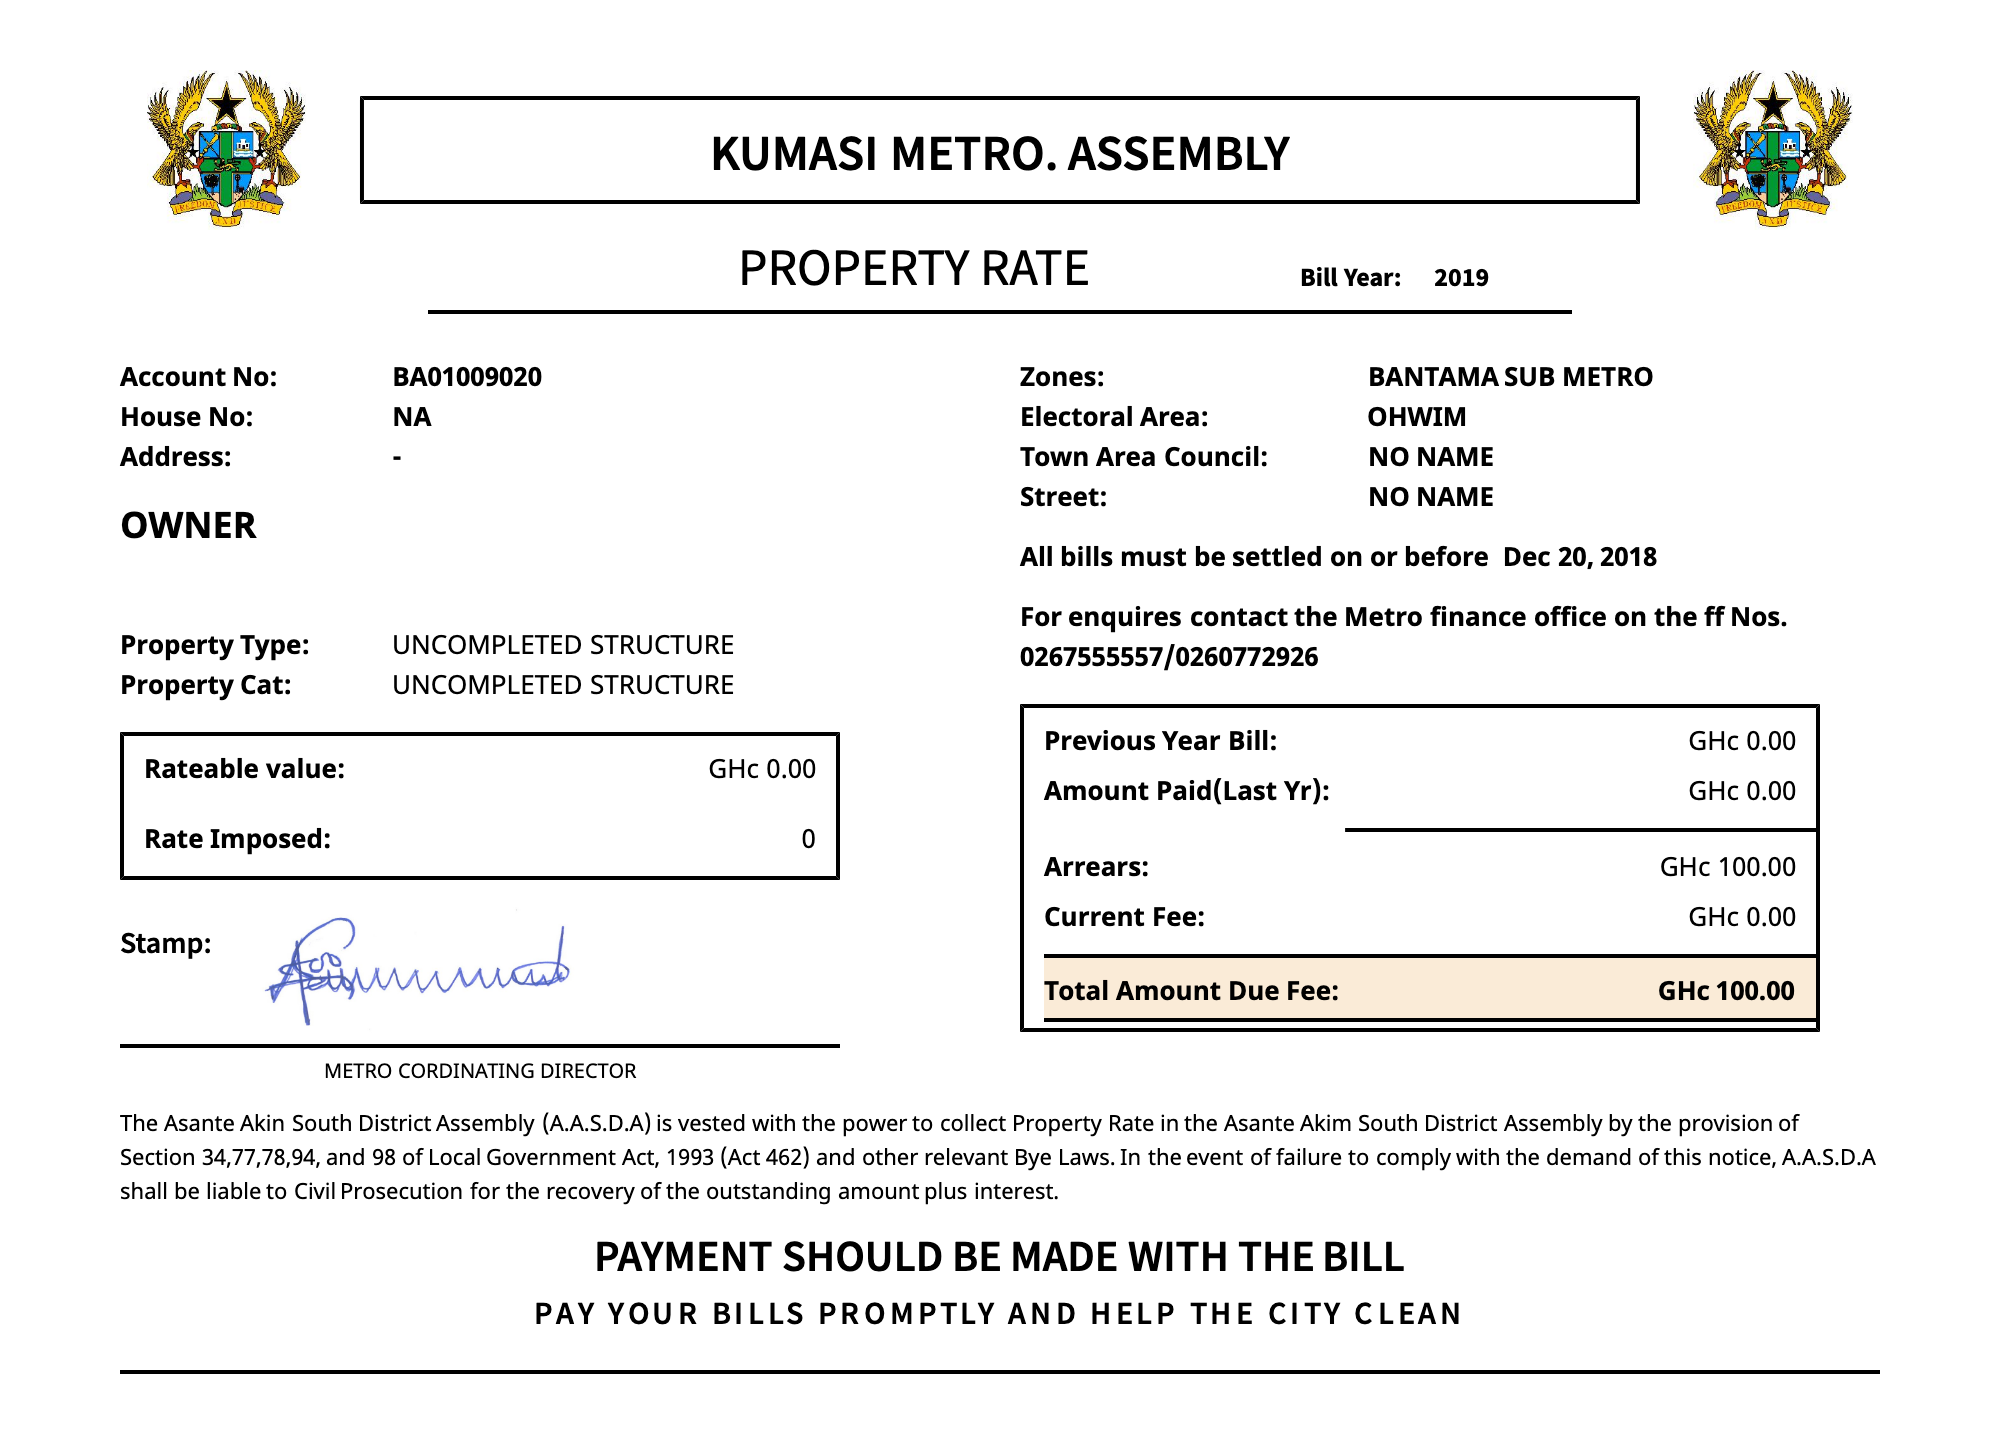 KUMASI METRO. ASSEMBLY
PROPERTY RATE
Bill Year: 2019
Account No: BA01009020
House No: NA
Address: -
OWNER
Property Type: UNCOMPLETED STRUCTURE
Property Cat: UNCOMPLETED STRUCTURE
Rateable value: GHc 0.00
Rate Imposed: 0
Stamp:
METRO CORDINATING DIRECTOR
Zones: BANTAMA SUB METRO
Electoral Area: OHWIM
Town Area Council: NO NAME
Street: NO NAME
All bills must be settled on or before Dec 20, 2018
For enquires contact the Metro finance office on the ff Nos.
0267555557/0260772926
Previous Year Bill: GHc 0.00
Amount Paid(Last Yr): GHc 0.00
Arrears: GHc 100.00
Current Fee: GHc 0.00
Total Amount Due Fee: GHc 100.00
The Asante Akin South District Assembly (A.A.S.D.A) is vested with the power to collect Property Rate in the Asante Akim South District Assembly by the provision of
Section 34,77,78,94, and 98 of Local Government Act, 1993 (Act 462) and other relevant Bye Laws. In the event of failure to comply with the demand of this notice, A.A.S.D.A
shall be liable to Civil Prosecution for the recovery of the outstanding amount plus interest.
PAYMENT SHOULD BE MADE WITH THE BILL
PAY YOUR BILLS PROMPTLY AND HELP THE CITY CLEAN